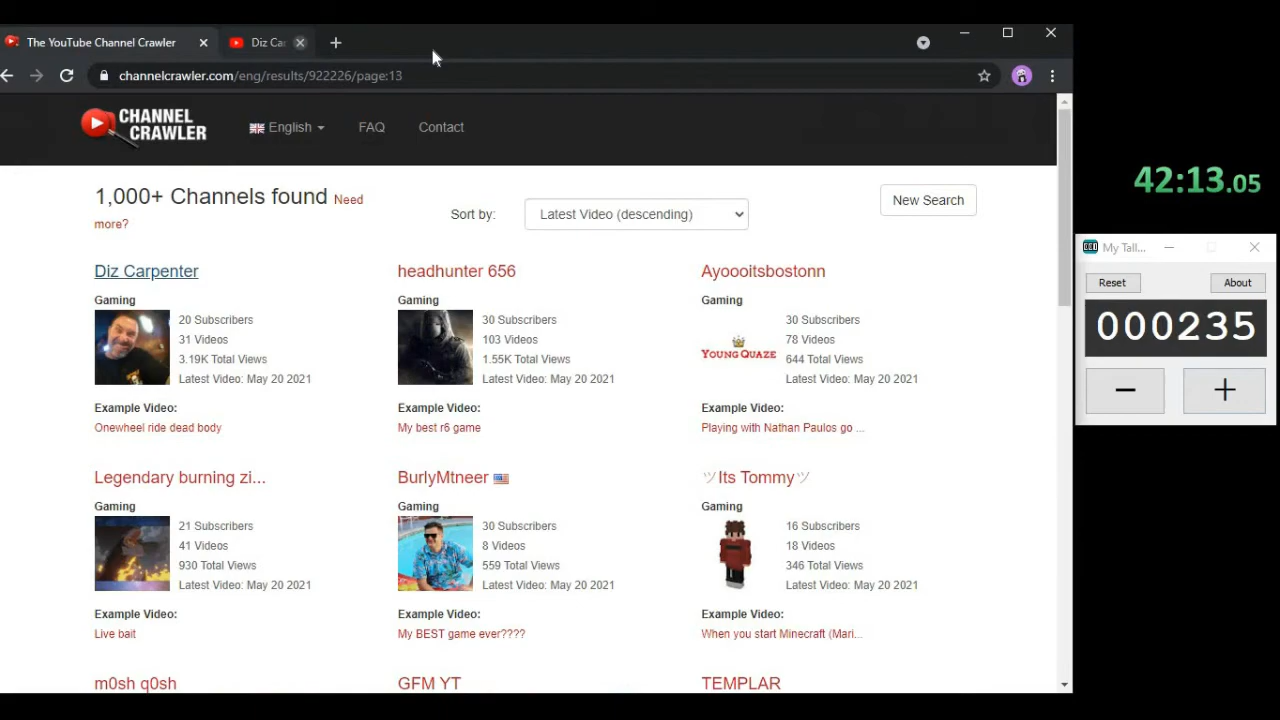 The YouTube Channel Crawler
Diz Ca
channelcrawler.com/eng/results/922226/page:13
CHANNEL
CRAWLER
English
FAQ
Contact
1,000+ Channels found Need
more?
Sort by:
Latest Video (descending)
New Search
42:13.05
My Tall...
Reset
About
000235
−
+
Diz Carpenter
Gaming
20 Subscribers
31 Videos
3.19K Total Views
Latest Video: May 20 2021
Example Video:
Onewheel ride dead body
headhunter 656
Gaming
30 Subscribers
103 Videos
1.55K Total Views
Latest Video: May 20 2021
Example Video:
My best r6 game
Ayoooitsbostonn
Gaming
YOUNG QUAZE
30 Subscribers
78 Videos
644 Total Views
Latest Video: May 20 2021
Example Video:
Playing with Nathan Paulos go ...
Legendary burning zi...
Gaming
21 Subscribers
41 Videos
930 Total Views
Latest Video: May 20 2021
Example Video:
Live bait
BurlyMtneer
Gaming
30 Subscribers
8 Videos
559 Total Views
Latest Video: May 20 2021
Example Video:
My BEST game ever????
ツIts Tommyツ
Gaming
16 Subscribers
18 Videos
346 Total Views
Latest Video: May 20 2021
Example Video:
When you start Minecraft (Mari...
m0sh q0sh
GFM YT
TEMPLAR